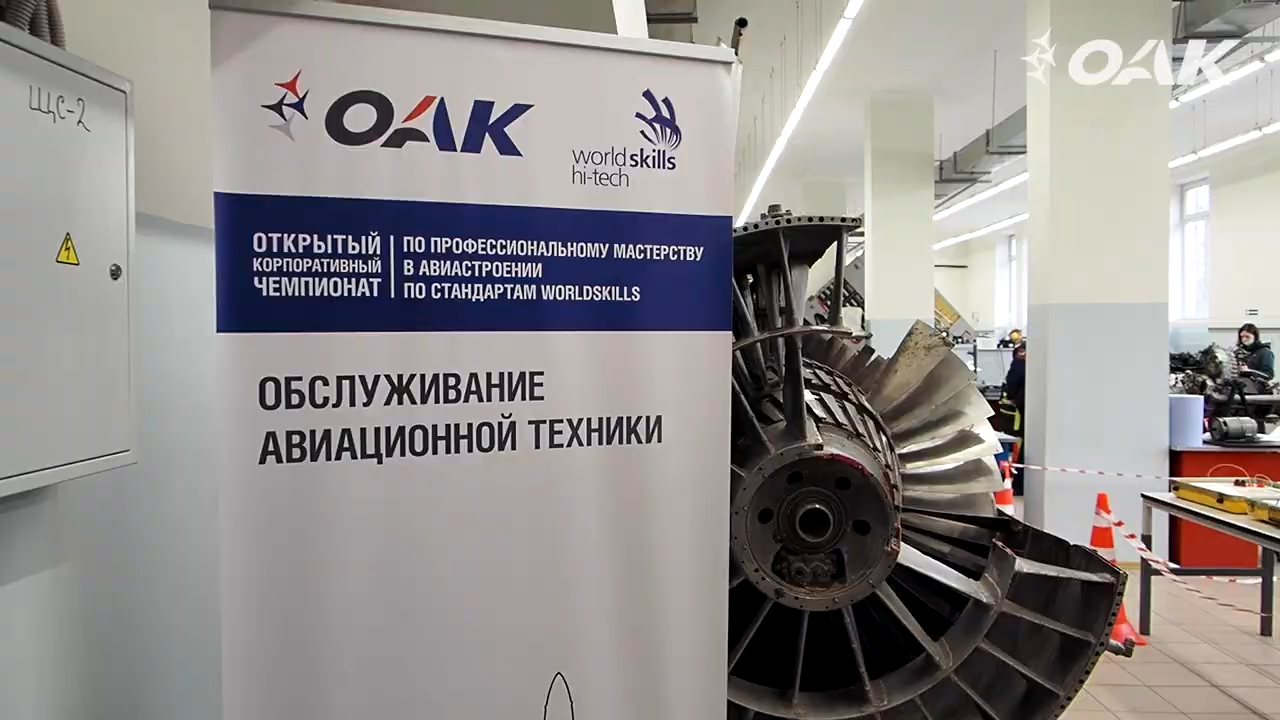 ЩС-2
ОАК
ОАК
world skills
hi-tech
ОТКРЫТЫЙ
КОРПОРАТИВНЫЙ
ЧЕМПИОНАТ
ПО ПРОФЕССИОНАЛЬНОМУ МАСТЕРСТВУ
В АВИАСТРОЕНИИ
ПО СТАНДАРТАМ WORLDSKILLS
ОБСЛУЖИВАНИЕ
АВИАЦИОННОЙ ТЕХНИКИ